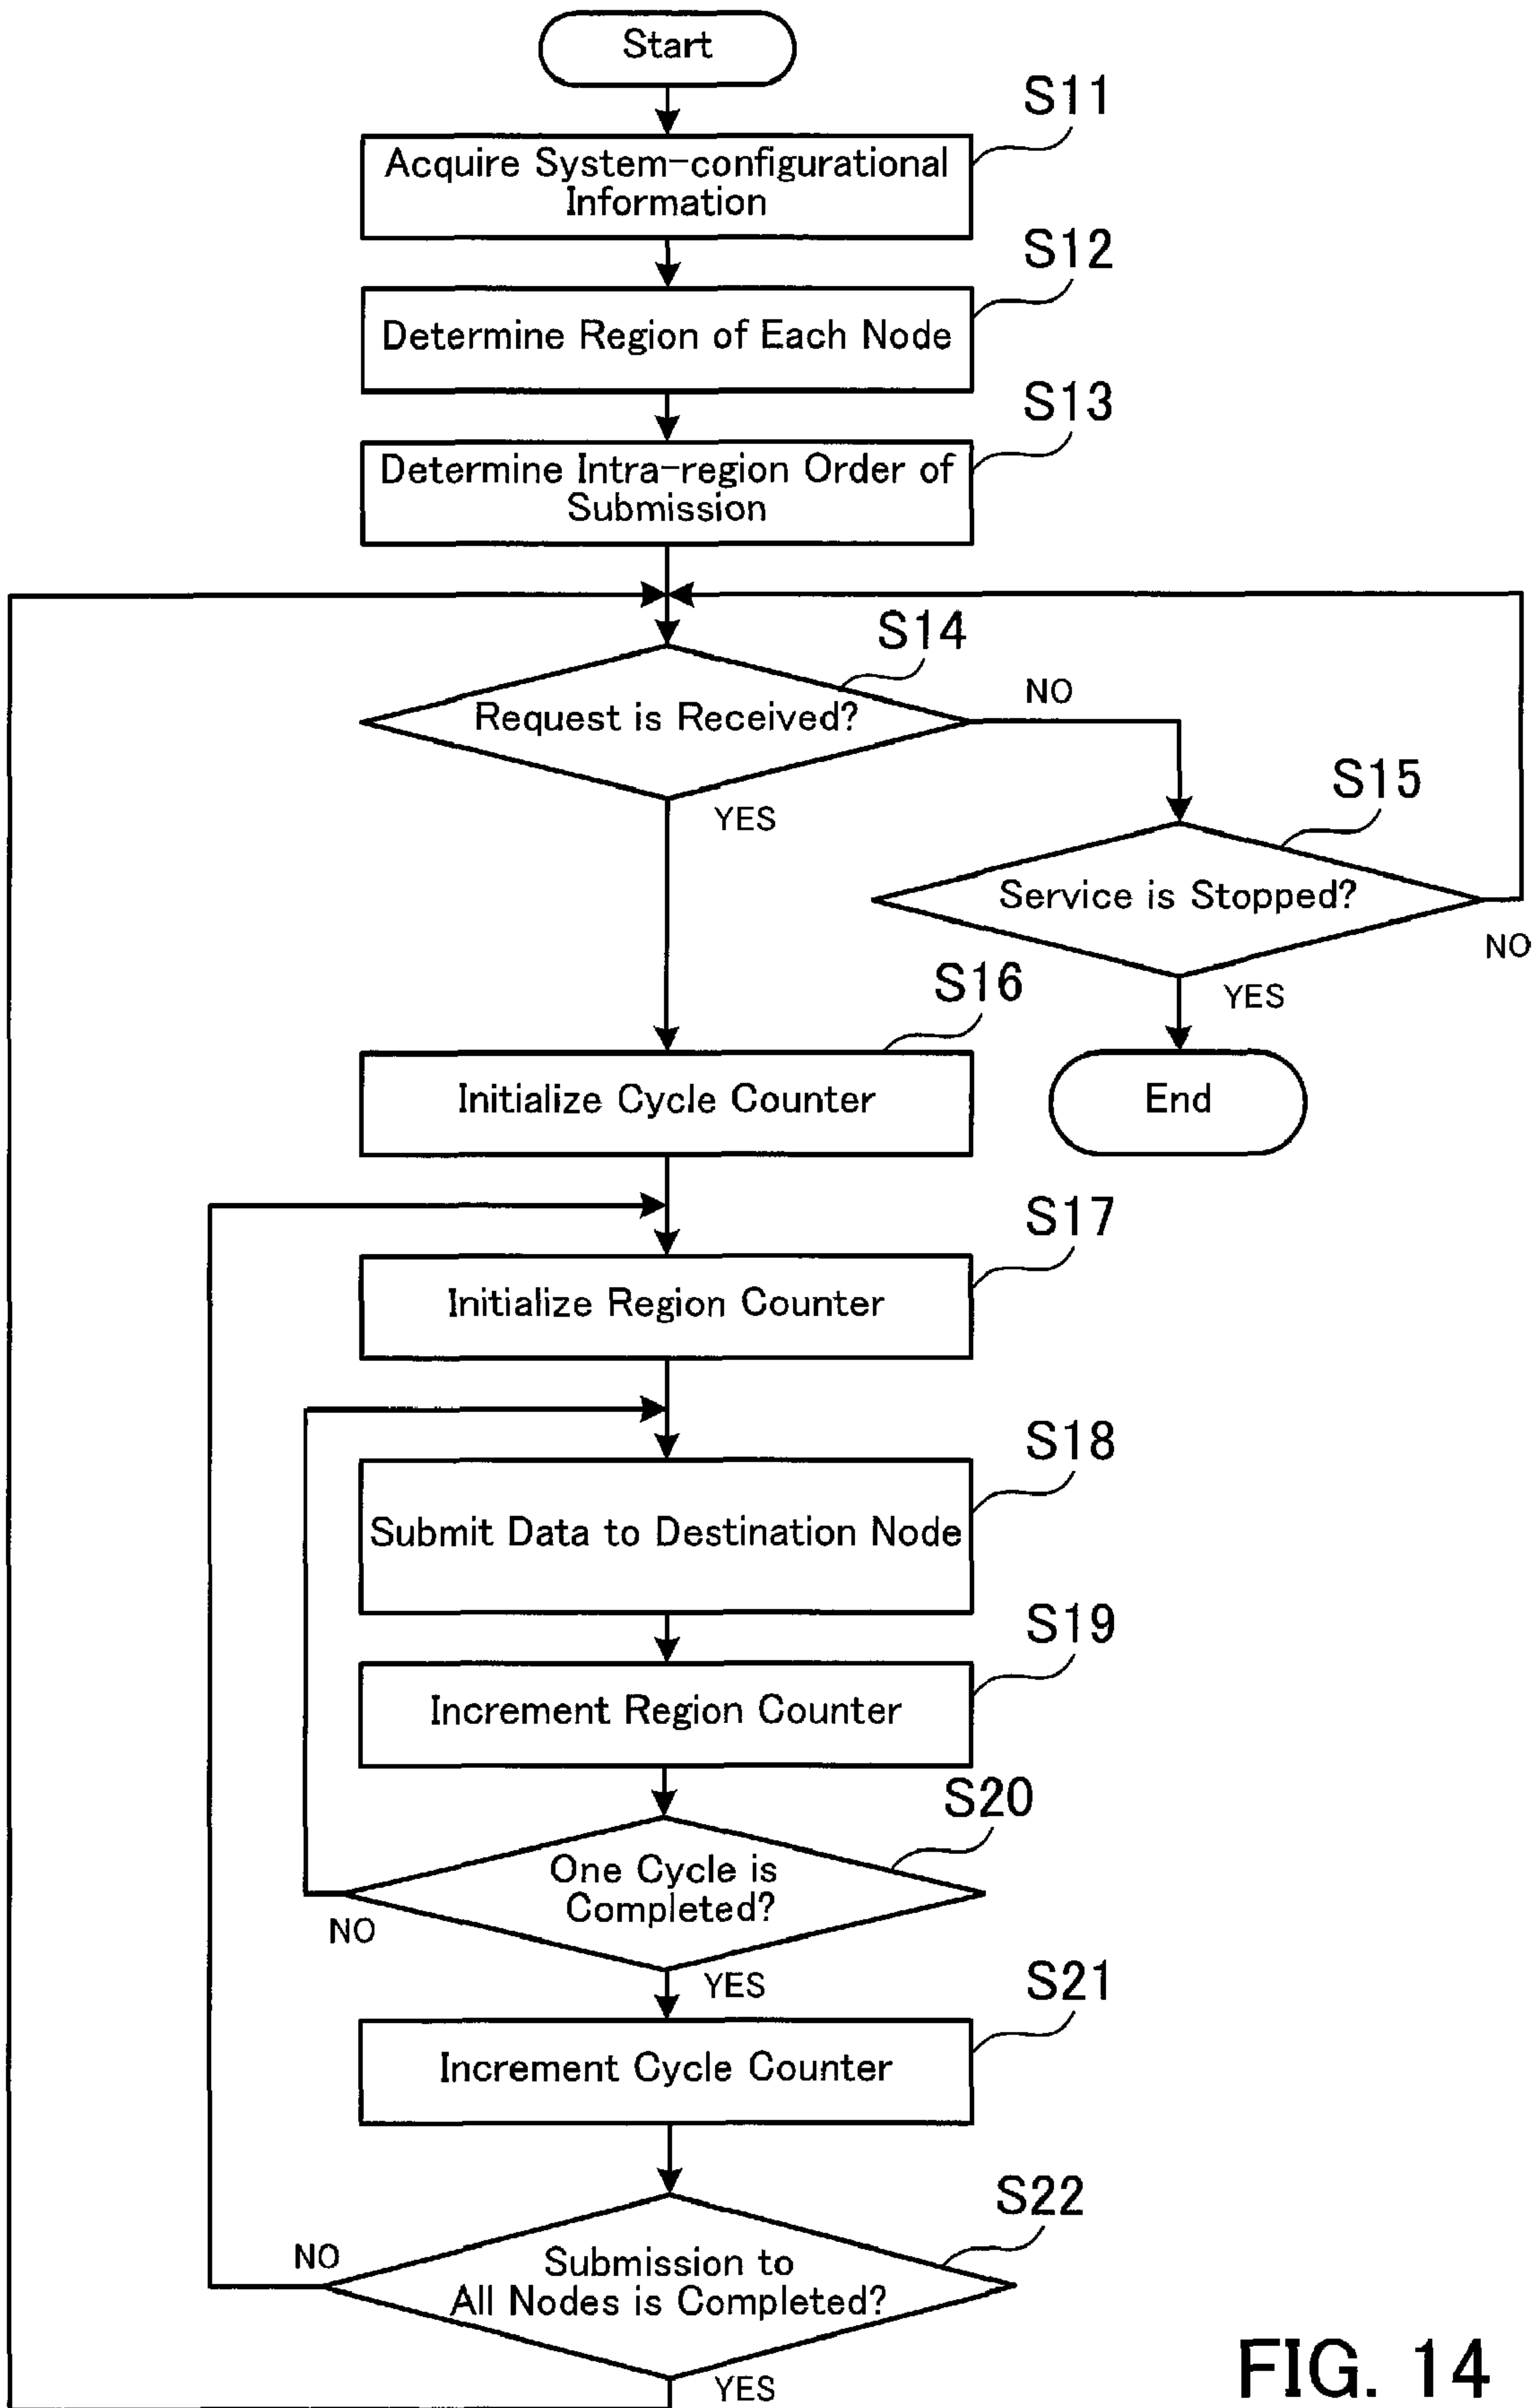 Start
S11
Acquire System-configurational
Information
S12
Determine Region of Each Node
S13
Determine Intra-region Order of
Submission
S14
Request is Received?
NO
YES
S15
Service is Stopped?
NO
YES
S16
Initialize Cycle Counter
End
S17
Initialize Region Counter
S18
Submit Data to Destination Node
S19
Increment Region Counter
S20
One Cycle is
Completed?
NO
YES
S21
Increment Cycle Counter
S22
NO
Submission to
All Nodes is Completed?
YES
FIG. 14